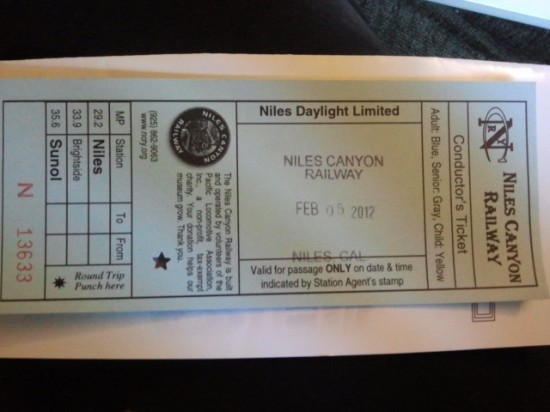 NILES CANYON
RAILWAY
Conductor's Ticket
Adult: Blue, Senior: Gray, Child: Yellow
Niles Daylight Limited
NILES CANYON
RAILWAY
FEB 05 2012
NILES, CAL
Valid for passage ONLY on date & time
indicated by Station Agent's stamp
NILES CANYON
RAILWAY
(925) 862-9063
www.ncry.org
The Niles Canyon Railway is built
and operated by volunteers of the
Pacific Locomotive Association,
Inc., a non-profit, tax-exempt
charity. Your donation helps our
museum grow. Thank you.
MP Station To From
29.2 Niles
33.9 Brightside
35.6 Sunol
Round Trip
Punch here
N 13633